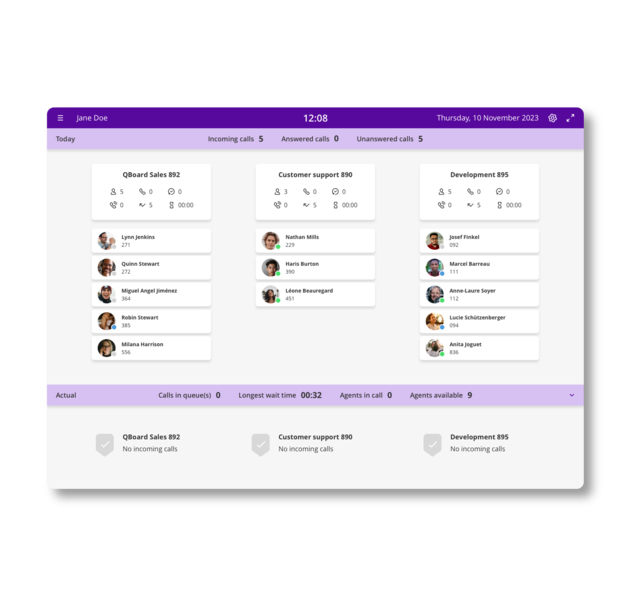 Jane Doe 12:08 Thursday, 10 November 2023
Today Incoming calls 5 Answered calls 0 Unanswered calls 5
QBoard Sales 892
5 0 0
0 5 00:00
Lynn Jenkins
271
Quinn Stewart
272
Miguel Angel Jiménez
364
Robin Stewart
385
Milana Harrison
556
Customer support 890
3 0 0
0 5 00:00
Nathan Mills
229
Haris Burton
390
Léone Beauregard
451
Development 895
5 0 0
0 5 00:00
Josef Finkel
092
Marcel Barreau
111
Anne-Laure Soyer
112
Lucie Schützenberger
094
Anita Joguet
836
Actual Calls in queue(s) 0 Longest wait time 00:32 Agents in call 0 Agents available 9
QBoard Sales 892
No incoming calls
Customer support 890
No incoming calls
Development 895
No incoming calls